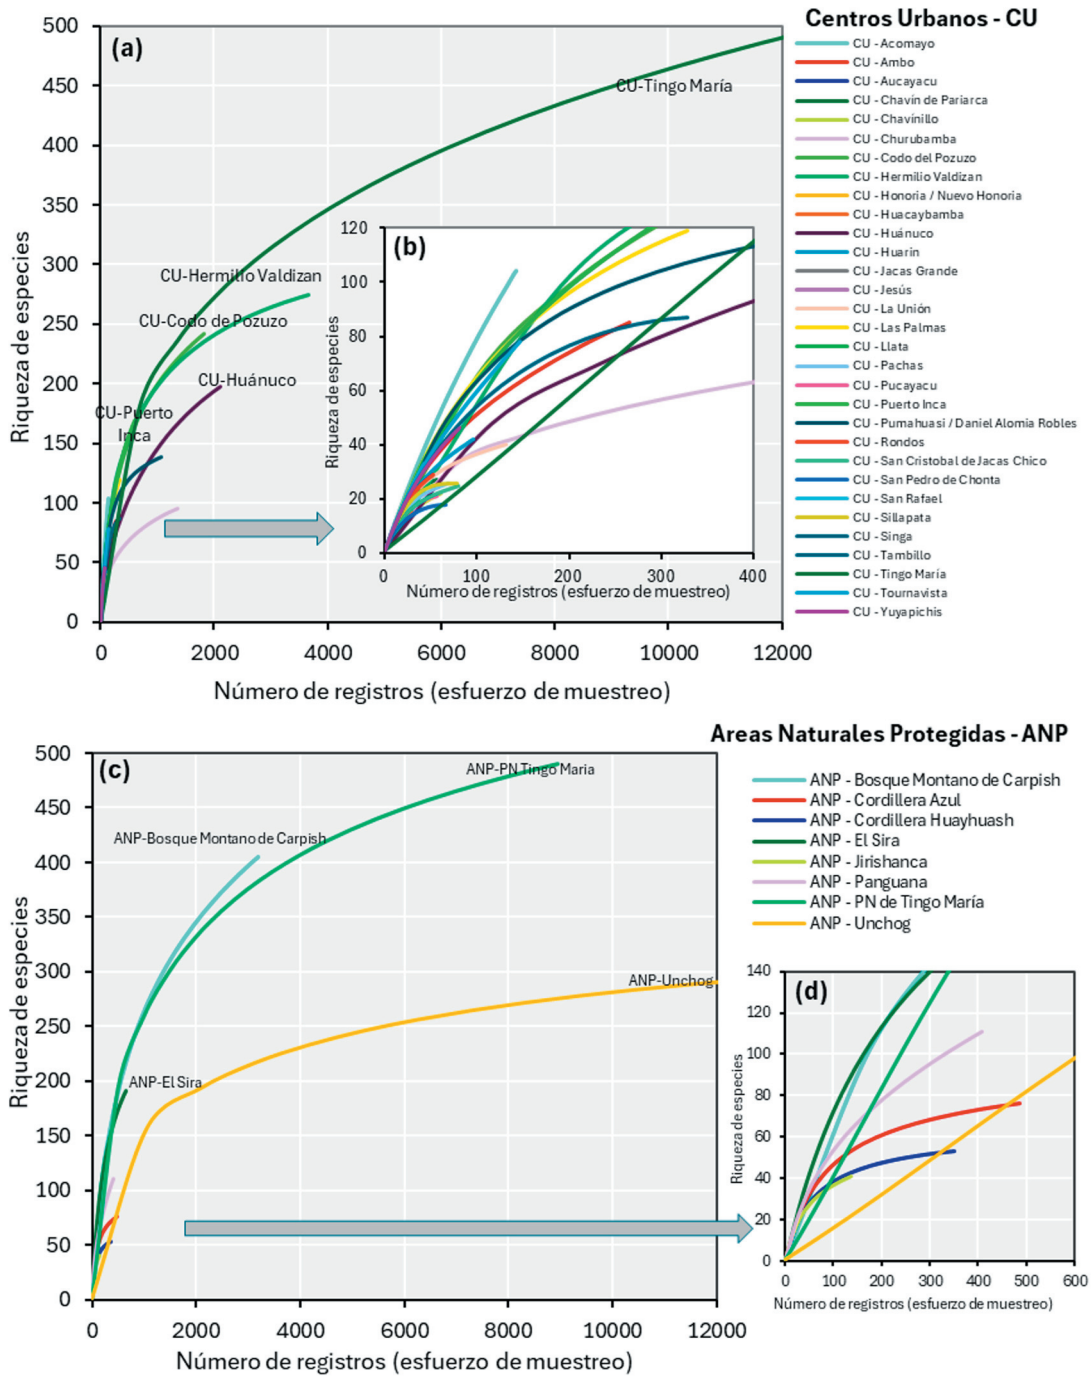 Centros Urbanos - CU
(a)
500
450
400
350
300
250
200
150
100
50
0
Riqueza de especies
CU-Tingo María
CU-Hermilio Valdizan
CU-Codo de Pozuzo
CU-Huánuco
CU-Puerto
Inca
0
2000
4000
6000
8000
10000
12000
Número de registros (esfuerzo de muestreo)
(b)
120
100
80
60
40
20
0
Riqueza de especies
0
100
200
300
400
Número de registros (esfuerzo de muestreo)
CU - Acomayo
CU - Ambo
CU - Aucayacu
CU - Chavín de Pariarca
CU - Chavinillo
CU - Churubamba
CU - Codo del Pozuzo
CU - Hermilio Valdizan
CU - Honoria / Nuevo Honoria
CU - Huacaybamba
CU - Huánuco
CU - Huarin
CU - Jacas Grande
CU - Jesús
CU - La Unión
CU - Las Palmas
CU - Llata
CU - Pachas
CU - Pucayacu
CU - Puerto Inca
CU - Pumahuasi / Daniel Alomia Robles
CU - Rondos
CU - San Cristobal de Jacas Chico
CU - San Pedro de Chonta
CU - San Rafael
CU - Sillapata
CU - Singa
CU - Tambillo
CU - Tingo María
CU - Tournavista
CU - Yuyapichis
Areas Naturales Protegidas - ANP
(c)
500
450
400
350
300
250
200
150
100
50
0
Riqueza de especies
ANP-PN Tingo Maria
ANP-Bosque Montano de Carpish
ANP-Unchog
ANP-El Sira
0
2000
4000
6000
8000
10000
12000
Número de registros (esfuerzo de muestreo)
ANP - Bosque Montano de Carpish
ANP - Cordillera Azul
ANP - Cordillera Huayhuash
ANP - El Sira
ANP - Jirishanca
ANP - Panguana
ANP - PN de Tingo María
ANP - Unchog
(d)
140
120
100
80
60
40
20
0
Riqueza de especies
0
100
200
300
400
500
600
Número de registros (esfuerzo de muestreo)